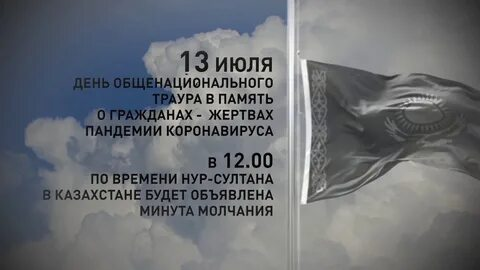 13 ИЮЛЯ
ДЕНЬ ОБЩЕНАЦИОНАЛЬНОГО
ТРАУРА В ПАМЯТЬ
О ГРАЖДАНАХ - ЖЕРТВАХ
ПАНДЕМИИ КОРОНАВИРУСА
В 12.00
ПО ВРЕМЕНИ НУР-СУЛТАНА
В КАЗАХСТАНЕ БУДЕТ ОБЪЯВЛЕНА
МИНУТА МОЛЧАНИЯ